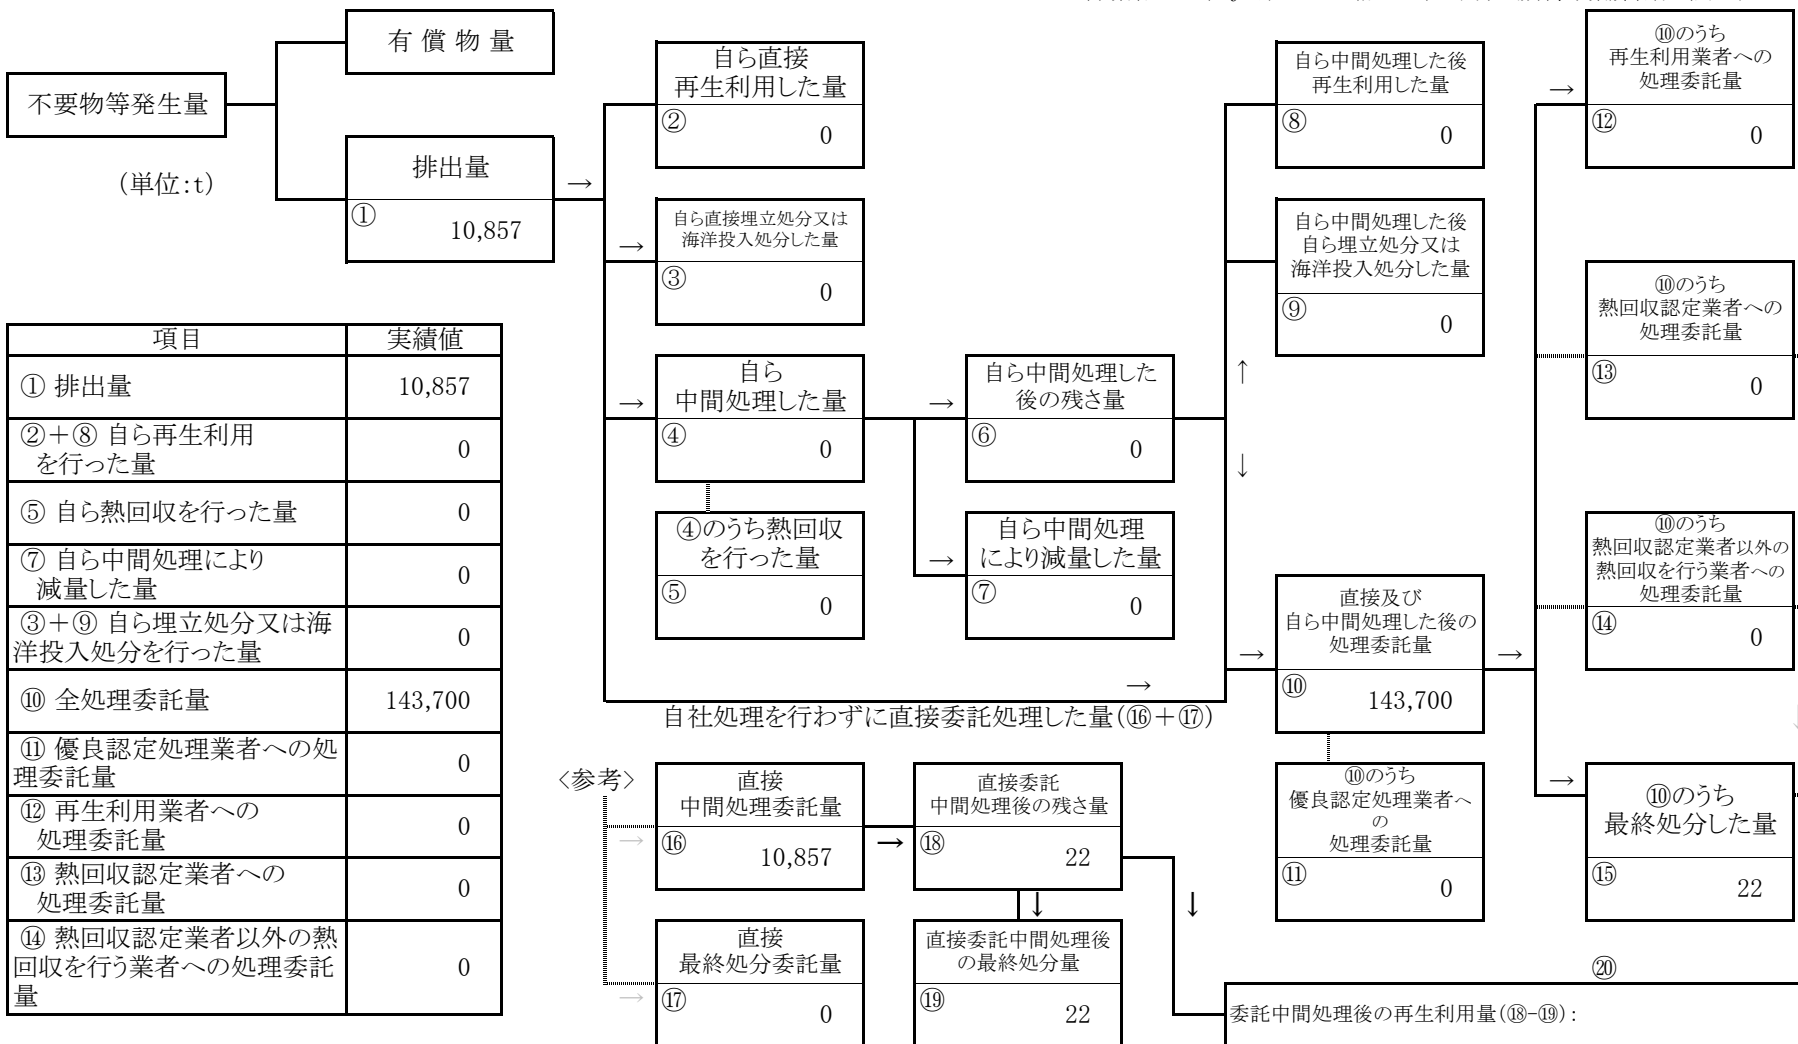 有 償 物 量
不要物等発生量
(単位:t)
排出量
①
10,857
→
自ら直接
再生利用した量
②
0
→
自ら直接埋立処分又は
海洋投入処分した量
③
0
→
自ら
中間処理した量
④
0
④のうち熱回収
を行った量
⑤
0
→
自ら中間処理した
後の残さ量
⑥
0
→
自ら中間処理
により減量した量
⑦
0
自ら中間処理した後
再生利用した量
⑧
0
自ら中間処理した後
自ら埋立処分又は
海洋投入処分した量
⑨
0
↑
↓
→
直接及び
自ら中間処理した後の
処理委託量
⑩
143,700
→
⑩のうち
優良認定処理業者へ
の
処理委託量
⑪
0
→
⑩のうち
再生利用業者への
処理委託量
⑫
0
⑩のうち
熱回収認定業者への
処理委託量
⑬
0
⑩のうち
熱回収認定業者以外の
熱回収を行う業者への
処理委託量
⑭
0
→
⑩のうち
最終処分した量
⑮
22
→
自社処理を行わずに直接委託処理した量(⑯+⑰)
〈参考〉
→
直接
中間処理委託量
⑯
10,857
→
直接委託
中間処理後の残さ量
⑱
22
↓
↓
→
直接
最終処分委託量
⑰
0
直接委託中間処理後
の最終処分量
⑲
22
⑳
委託中間処理後の再生利用量(⑱-⑲):
項目 実績値
① 排出量 10,857
②+⑧ 自ら再生利用
を行った量 0
⑤ 自ら熱回収を行った量 0
⑦ 自ら中間処理により
減量した量 0
③+⑨ 自ら埋立処分又は海
洋投入処分を行った量 0
⑩ 全処理委託量 143,700
⑪ 優良認定処理業者への処
理委託量 0
⑫ 再生利用業者への
処理委託量 0
⑬ 熱回収認定業者への
処理委託量 0
⑭ 熱回収認定業者以外の熱
回収を行う業者への処理委託
量 0